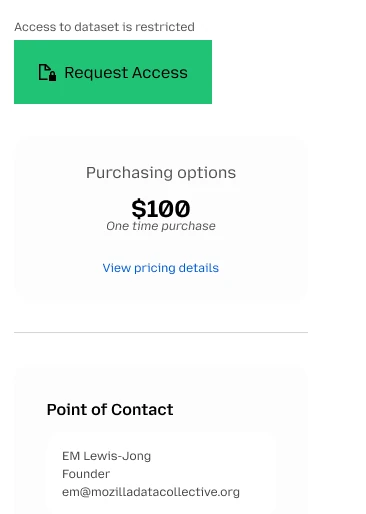 Access to dataset is restricted
Request Access
Purchasing options
$100
One time purchase
View pricing details
Point of Contact
EM Lewis-Jong
Founder
em@mozilladatacollective.org